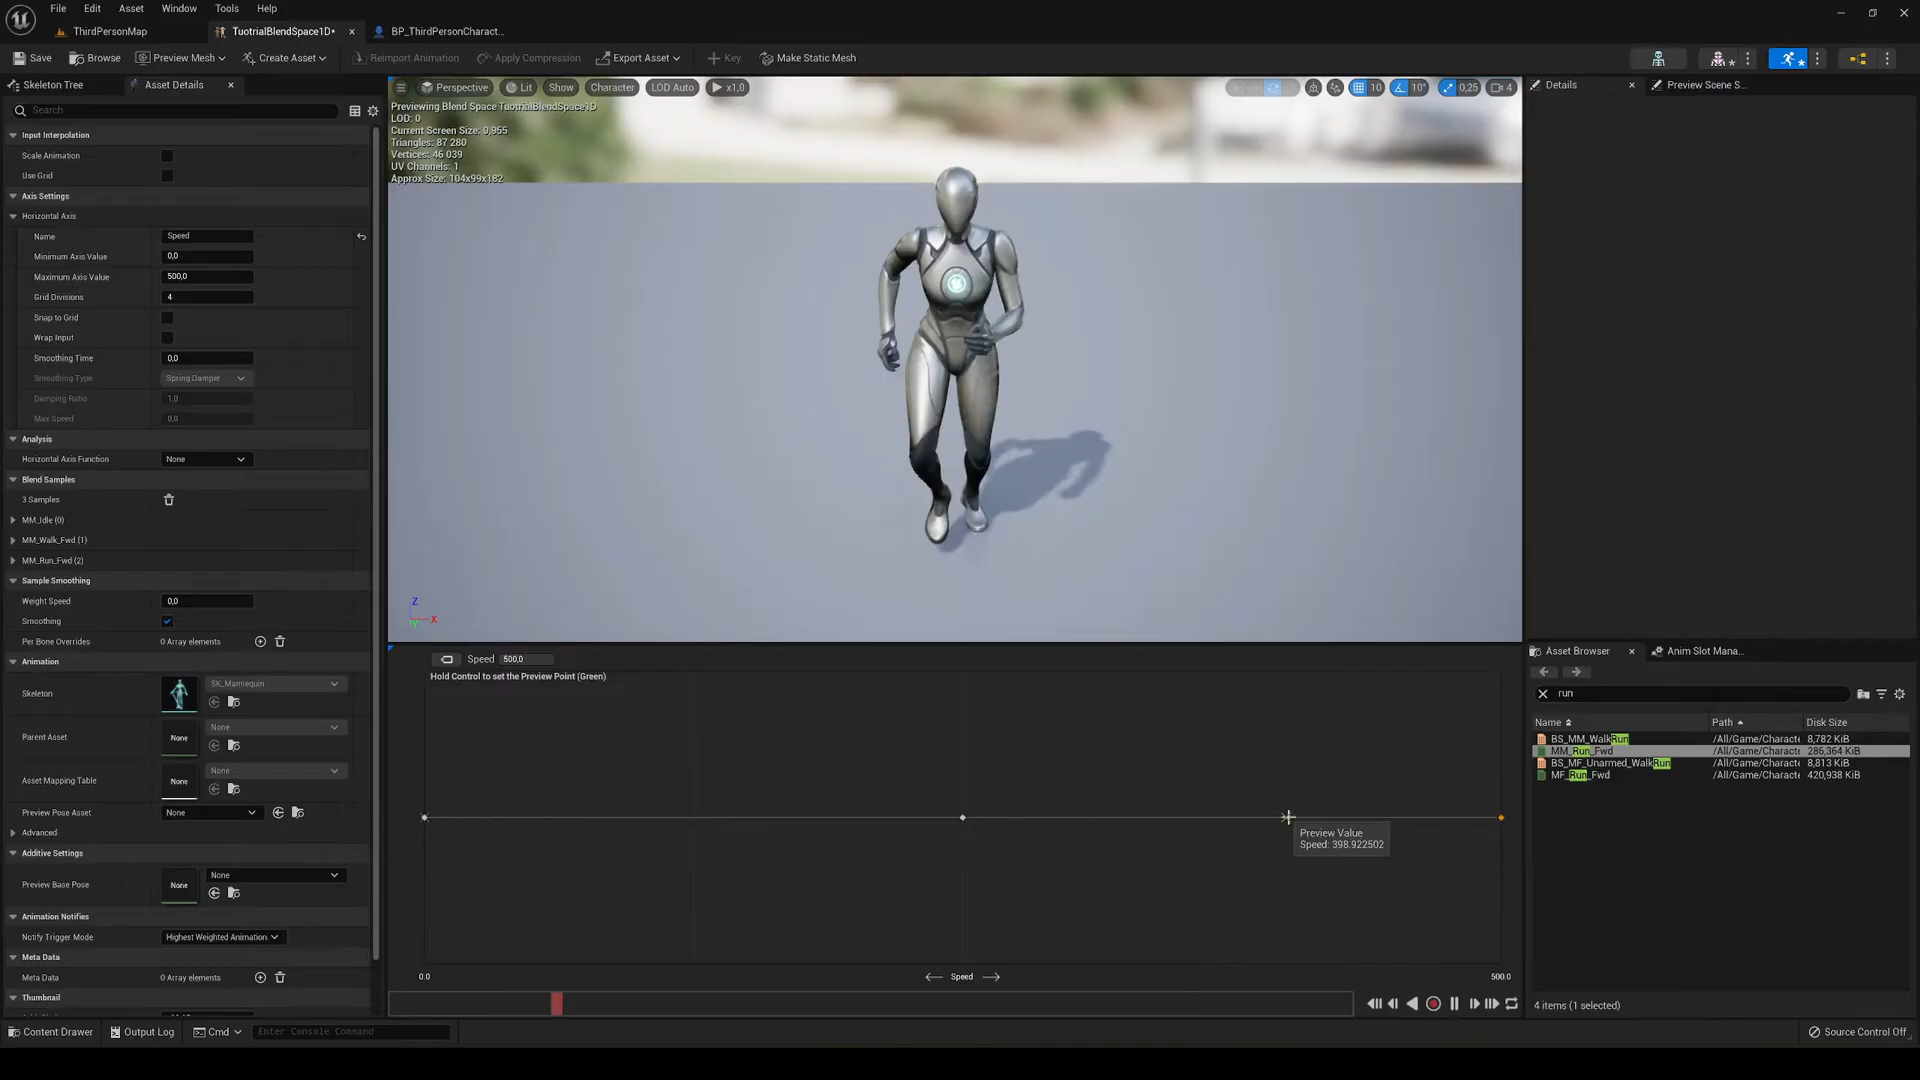 File Edit Asset Window Tools Help
ThirdPersonMap
TuotrialBlendSpace1D*
BP_ThirdPersonCharact...
Save
Browse
Preview Mesh
Create Asset
Reimport Animation
Apply Compression
Export Asset
Key
Make Static Mesh
Skeleton Tree
Asset Details
Search
Input Interpolation
Scale Animation
Use Grid
Axis Settings
Horizontal Axis
Name Speed
Minimum Axis Value 0,0
Maximum Axis Value 500,0
Grid Divisions 4
Snap to Grid
Wrap Input
Smoothing Time 0,0
Smoothing Type Spring Damper
Damping Ratio 1,0
Max Speed 0,0
Analysis
Horizontal Axis Function None
Blend Samples
3 Samples
MM_Idle (0)
MM_Walk_Fwd (1)
MM_Run_Fwd (2)
Sample Smoothing
Weight Speed 0,0
Smoothing
Per Bone Overrides 0 Array elements
Animation
Skeleton SK_Mannequin
Parent Asset None None
Asset Mapping Table None None
Preview Pose Asset None
Advanced
Additive Settings
Preview Base Pose None None
Animation Notifies
Notify Trigger Mode Highest Weighted Animation
Meta Data
Meta Data 0 Array elements
Thumbnail
Perspective Lit Show Character LOD Auto x1,0
10 10° 0,25 4
Previewing Blend Space TuotrialBlendSpace1D
LOD: 0
Current Screen Size: 0,955
Triangles: 87 280
Vertices: 46 039
UV Channels: 1
Approx Size: 104x99x182
Z
X
Y
Speed 500,0
Hold Control to set the Preview Point (Green)
Preview Value
Speed: 398.922502
0.0 Speed 500.0
Details
Preview Scene S...
Asset Browser
Anim Slot Mana...
run
Name Path Disk Size
BS_MM_WalkRun /All/Game/Characte 8,782 KiB
MM_Run_Fwd /All/Game/Characte 286,364 KiB
BS_MF_Unarmed_WalkRun /All/Game/Characte 8,813 KiB
MF_Run_Fwd /All/Game/Characte 420,938 KiB
4 items (1 selected)
Content Drawer
Output Log
Cmd
Enter Console Command
Source Control Off